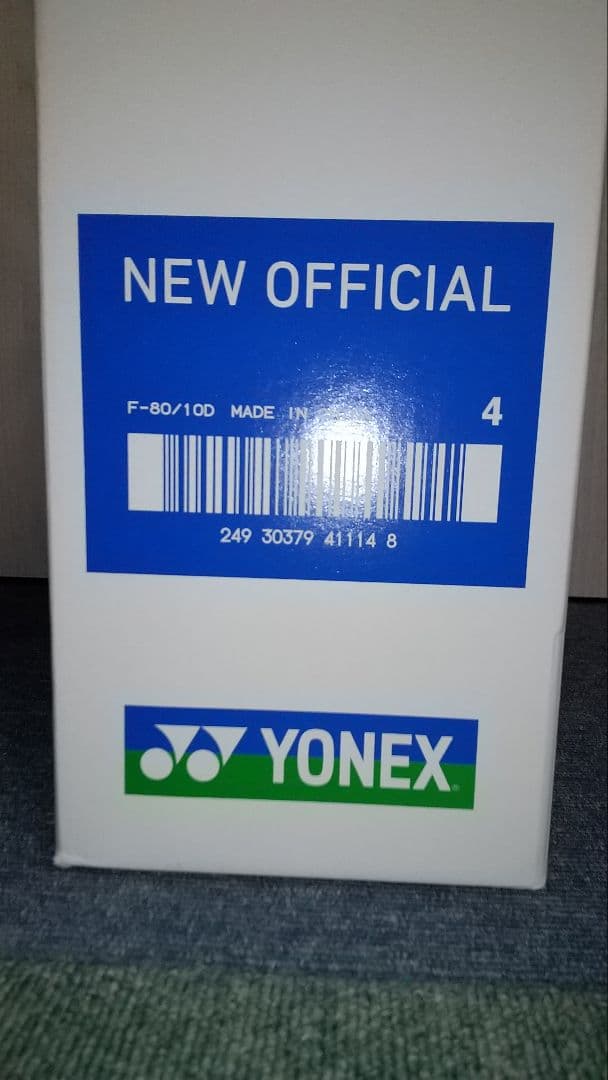 NEW OFFICIAL
F-80/10D MADE IN
4
249 30379 41114 8
YONEX